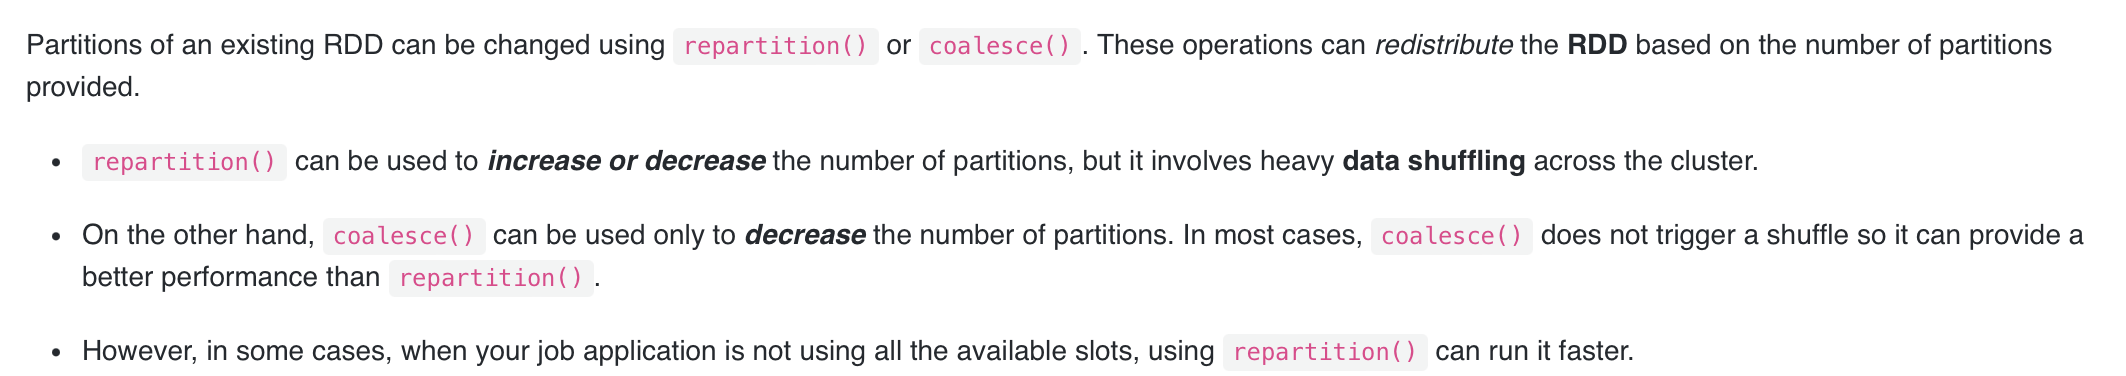 Partitions of an existing RDD can be changed using repartition() or coalesce(). These operations can redistribute the RDD based on the number of partitions
provided.
• repartition() can be used to increase or decrease the number of partitions, but it involves heavy data shuffling across the cluster.
• On the other hand, coalesce() can be used only to decrease the number of partitions. In most cases, coalesce() does not trigger a shuffle so it can provide a
better performance than repartition().
• However, in some cases, when your job application is not using all the available slots, using repartition() can run it faster.